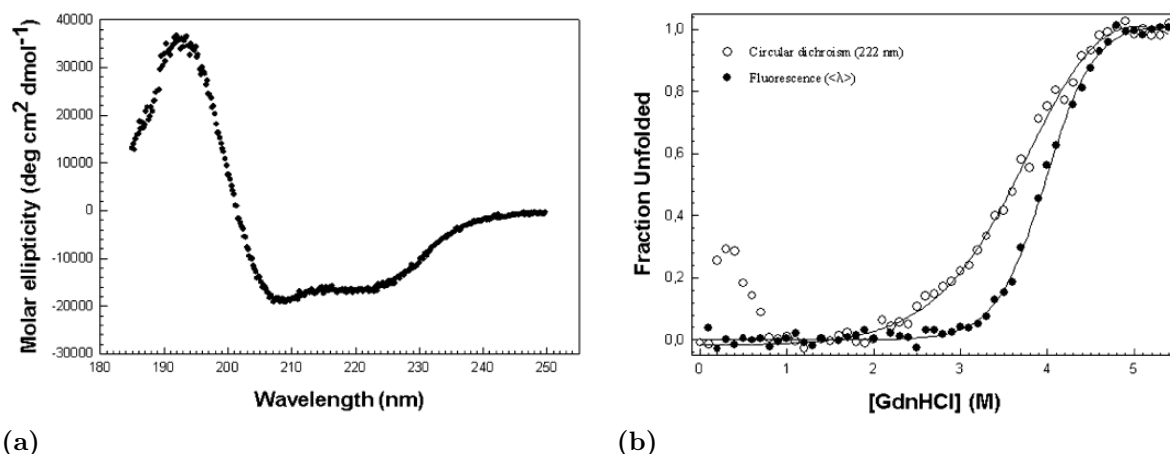 Molar ellipticity (deg cm² dmol⁻¹)
40000
30000
20000
10000
0
-10000
-20000
-30000
180 190 200 210 220 230 240 250
Wavelength (nm)
(a)
Fraction Unfolded
1,0
0,8
0,6
0,4
0,2
0,0
Circular dichroism (222 nm)
Fluorescence (<λ>)
0 1 2 3 4 5
[GdnHCl] (M)
(b)